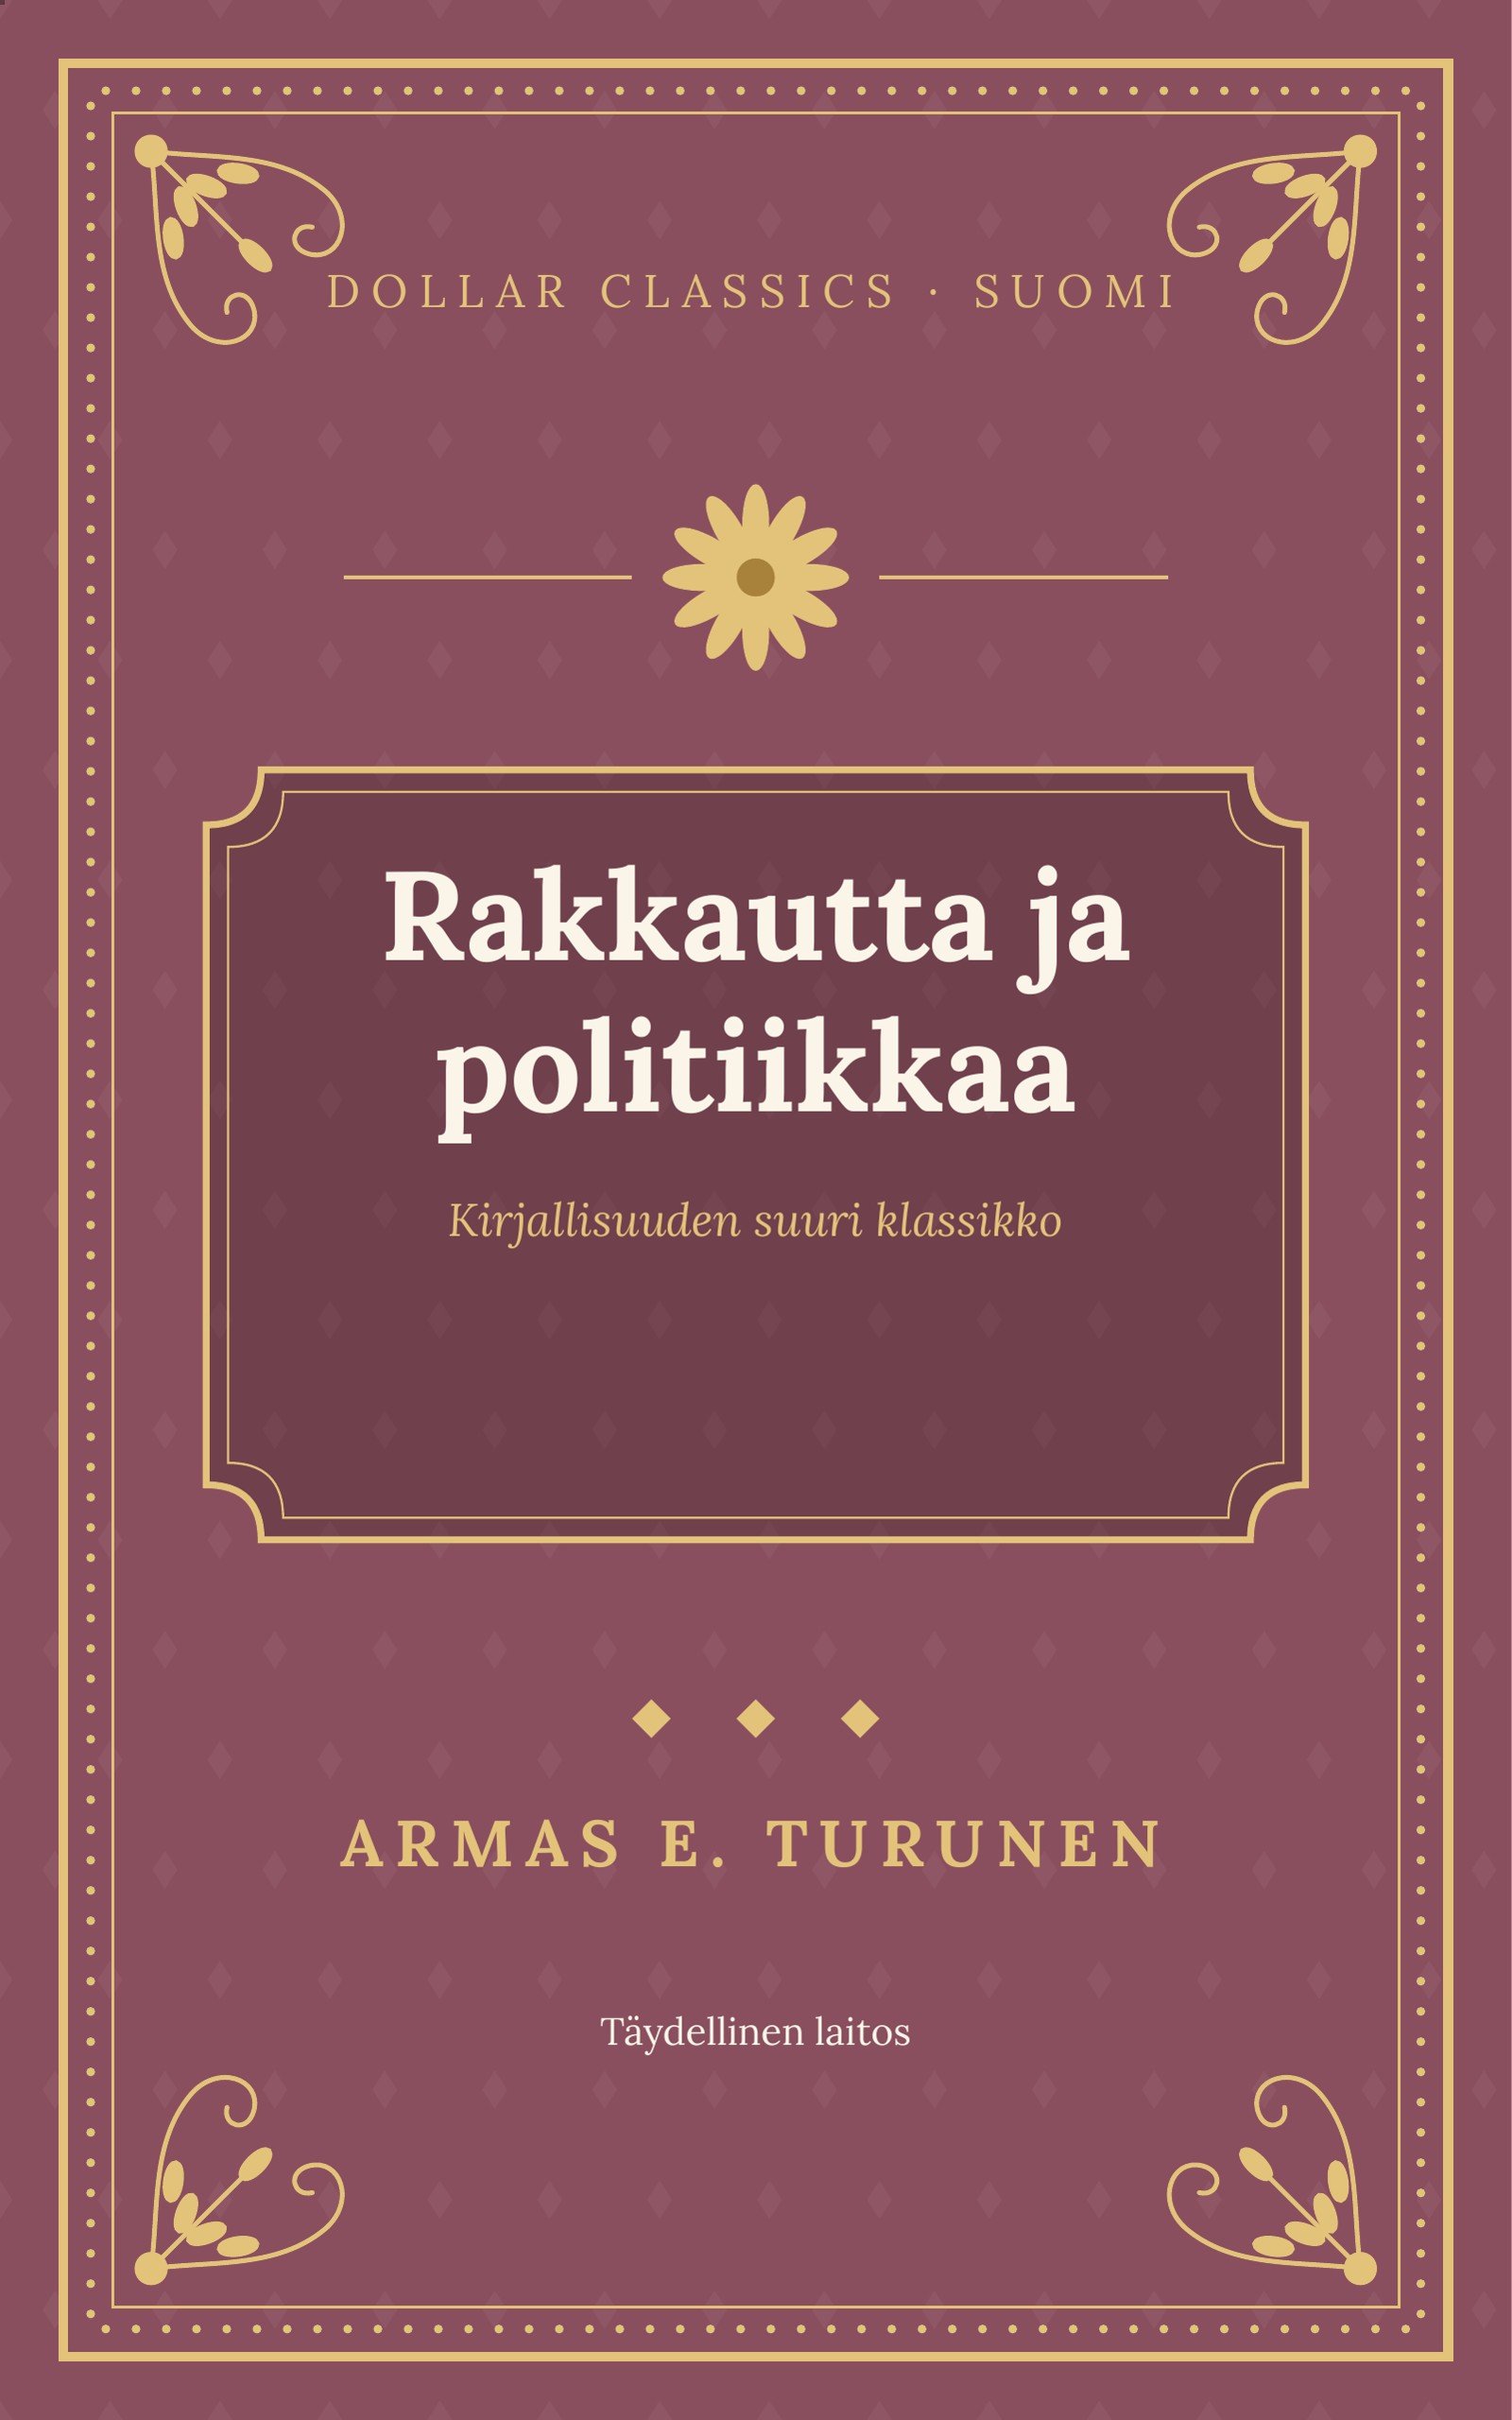 DOLLAR CLASSICS · SUOMI
Rakkautta ja
politiikkaa
Kirjallisuuden suuri klassikko
ARMAS E. TURUNEN
Täydellinen laitos